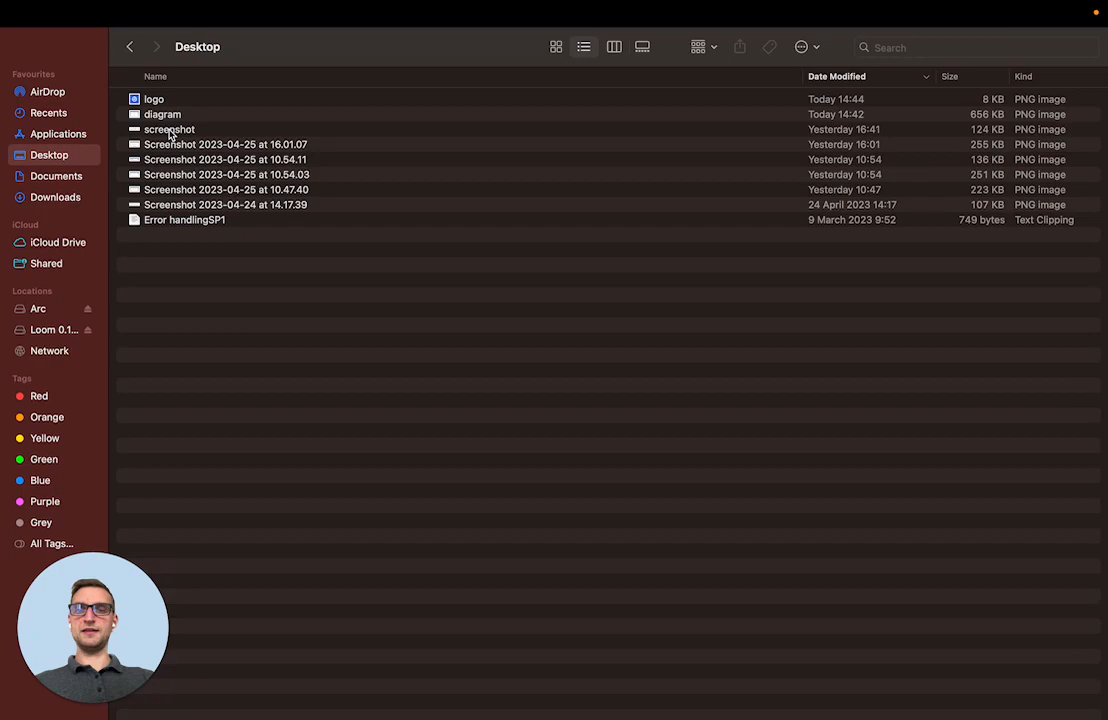 Desktop
Search
Favourites
AirDrop
Recents
Applications
Desktop
Documents
Downloads
iCloud
iCloud Drive
Shared
Locations
Arc
Loom 0.1...
Network
Tags
Red
Orange
Yellow
Green
Blue
Purple
Grey
All Tags...
Name Date Modified Size Kind
logo Today 14:44 8 KB PNG image
diagram Today 14:42 656 KB PNG image
screenshot Yesterday 16:41 124 KB PNG image
Screenshot 2023-04-25 at 16.01.07 Yesterday 16:01 255 KB PNG image
Screenshot 2023-04-25 at 10.54.11 Yesterday 10:54 136 KB PNG image
Screenshot 2023-04-25 at 10.54.03 Yesterday 10:54 251 KB PNG image
Screenshot 2023-04-25 at 10.47.40 Yesterday 10:47 223 KB PNG image
Screenshot 2023-04-24 at 14.17.39 24 April 2023 14:17 107 KB PNG image
Error handlingSP1 9 March 2023 9:52 749 bytes Text Clipping